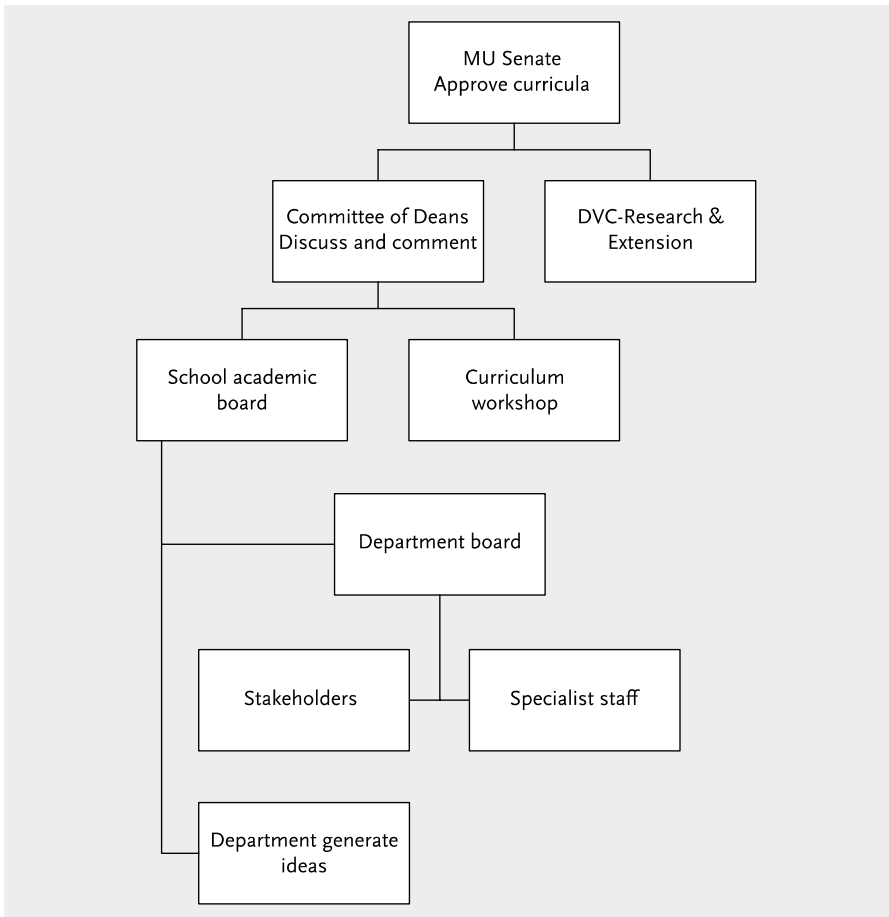 MU Senate
Approve curricula
Committee of Deans
Discuss and comment
DVC-Research &
Extension
School academic
board
Curriculum
workshop
Department board
Stakeholders
Specialist staff
Department generate
ideas